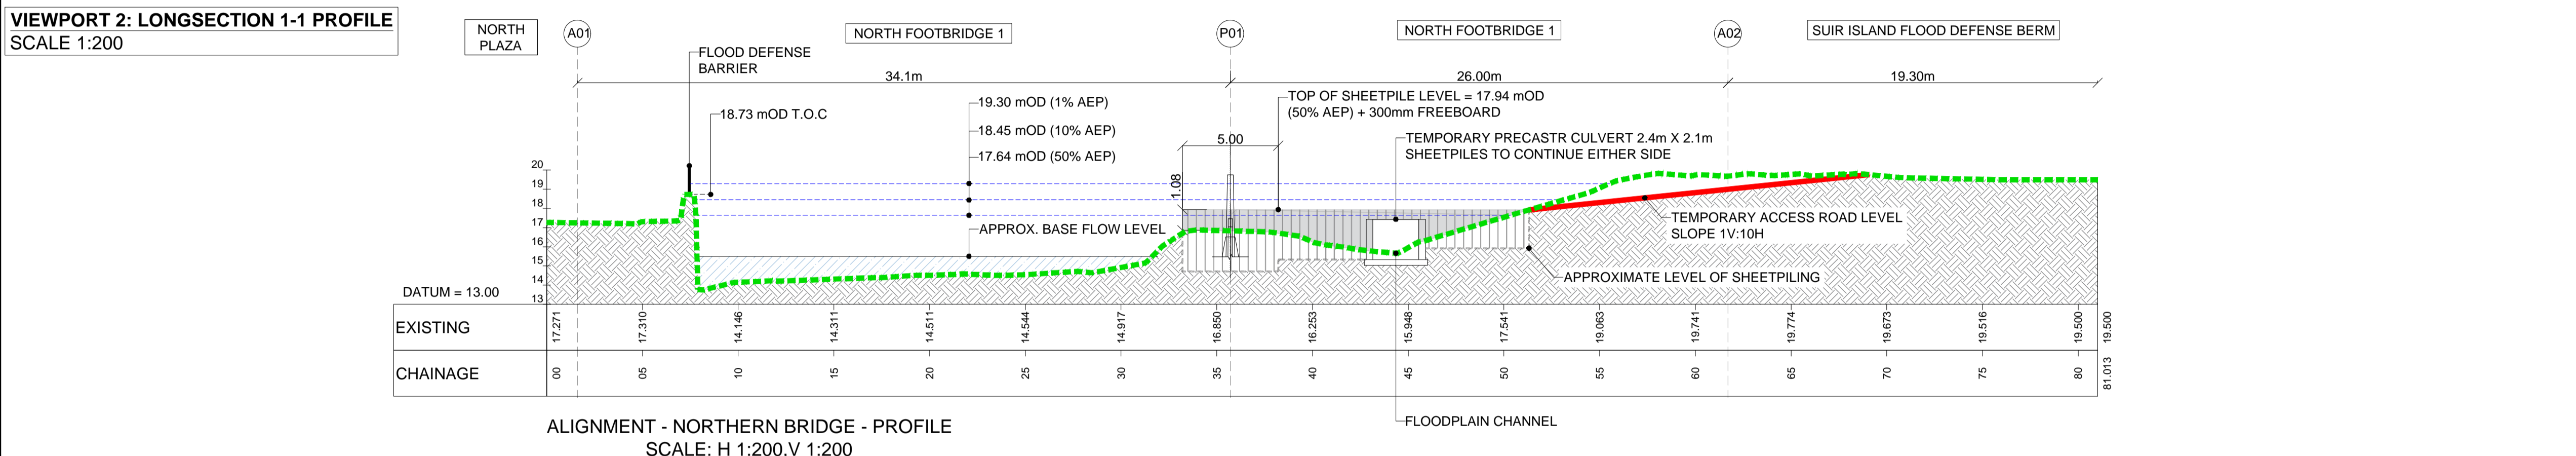 VIEWPORT 2: LONGSECTION 1-1 PROFILE
SCALE 1:200
NORTH
PLAZA
A01
NORTH FOOTBRIDGE 1
P01
NORTH FOOTBRIDGE 1
A02
SUIR ISLAND FLOOD DEFENSE BERM
FLOOD DEFENSE
BARRIER
34.1m
26.00m
19.30m
18.73 mOD T.O.C
19.30 mOD (1% AEP)
18.45 mOD (10% AEP)
17.64 mOD (50% AEP)
APPROX. BASE FLOW LEVEL
5.00
1.08
TOP OF SHEETPILE LEVEL = 17.94 mOD
(50% AEP) + 300mm FREEBOARD
TEMPORARY PRECASTR CULVERT 2.4m X 2.1m
SHEETPILES TO CONTINUE EITHER SIDE
TEMPORARY ACCESS ROAD LEVEL
SLOPE 1V:10H
APPROXIMATE LEVEL OF SHEETPILING
20
19
18
17
16
15
14
13
DATUM = 13.00
EXISTING
17.271 17.310 14.146 14.311 14.511 14.544 14.917 16.850 16.253 15.948 17.541 19.063 19.741 19.774 19.673 19.516 19.500 19.500
CHAINAGE
00 05 10 15 20 25 30 35 40 45 50 55 60 65 70 75 80 81.013
FLOODPLAIN CHANNEL
ALIGNMENT - NORTHERN BRIDGE - PROFILE
SCALE: H 1:200,V 1:200